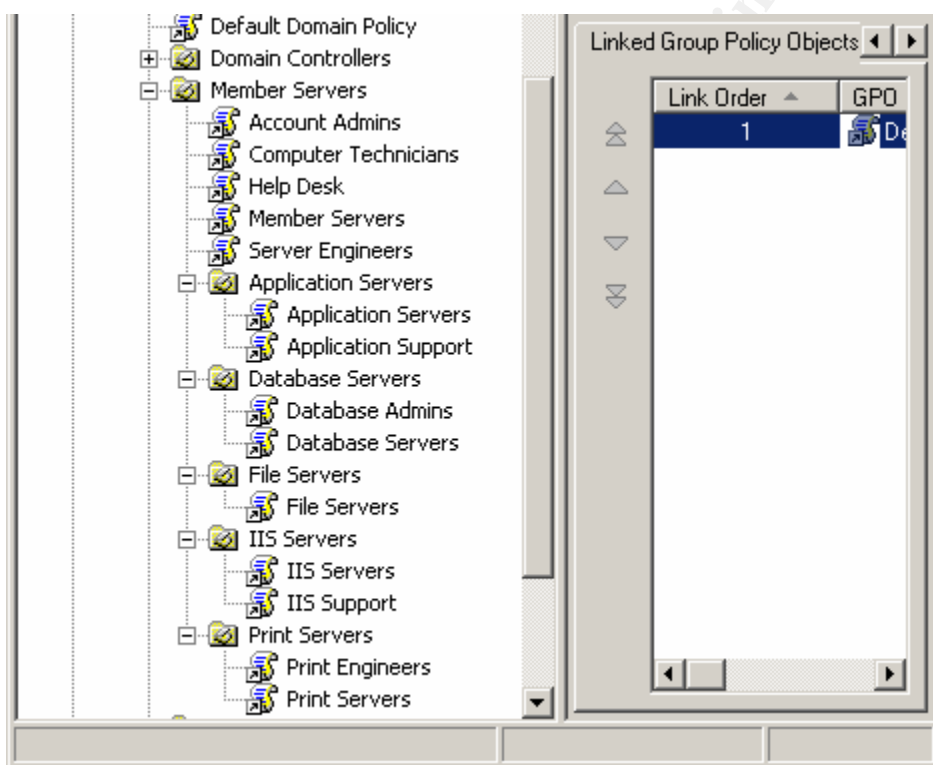 Default Domain Policy
Domain Controllers
Member Servers
Account Admins
Computer Technicians
Help Desk
Member Servers
Server Engineers
Application Servers
Application Servers
Application Support
Database Servers
Database Admins
Database Servers
File Servers
File Servers
IIS Servers
IIS Servers
IIS Support
Print Servers
Print Engineers
Print Servers
Linked Group Policy Objects
Link Order GPO
1 De